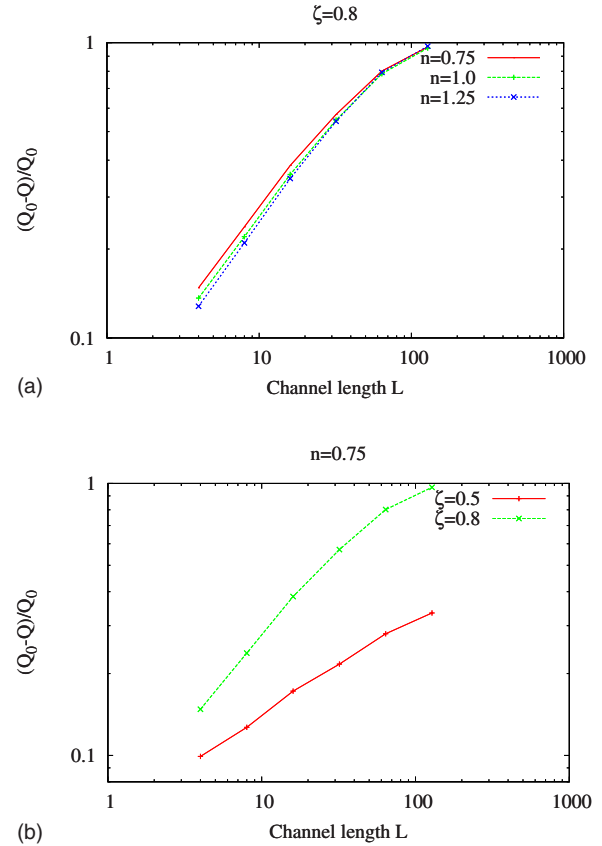 ζ=0.8
1
n=0.75
n=1.0
n=1.25
(Q0-Q)/Q0
0.1
1 10 100 1000
(a) Channel length L
n=0.75
1
ζ=0.5
ζ=0.8
(Q0-Q)/Q0
0.1
1 10 100 1000
(b) Channel length L